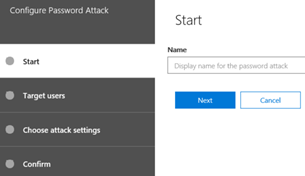 Configure Password Attack
Start
Target users
Choose attack settings
Confirm
Start
Name
Display name for the password attack
Next
Cancel